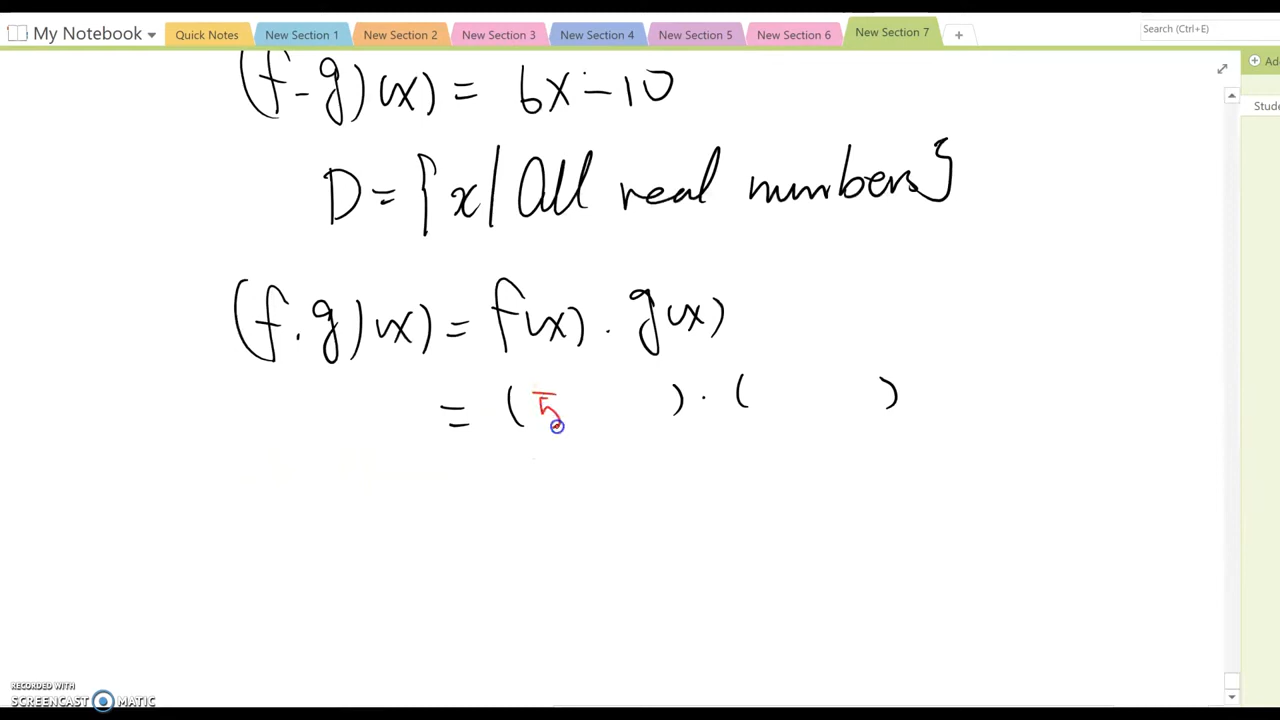 My Notebook Quick Notes New Section 1 New Section 2 New Section 3 New Section 4 New Section 5 New Section 6 New Section 7 + Search (Ctrl+E)
(f-g)(x) = 6x-10
D = {x | All real numbers}
(f·g)(x) = f(x) · g(x)
= (5 ) · ( )
RECORDED WITH
SCREENCAST MATIC